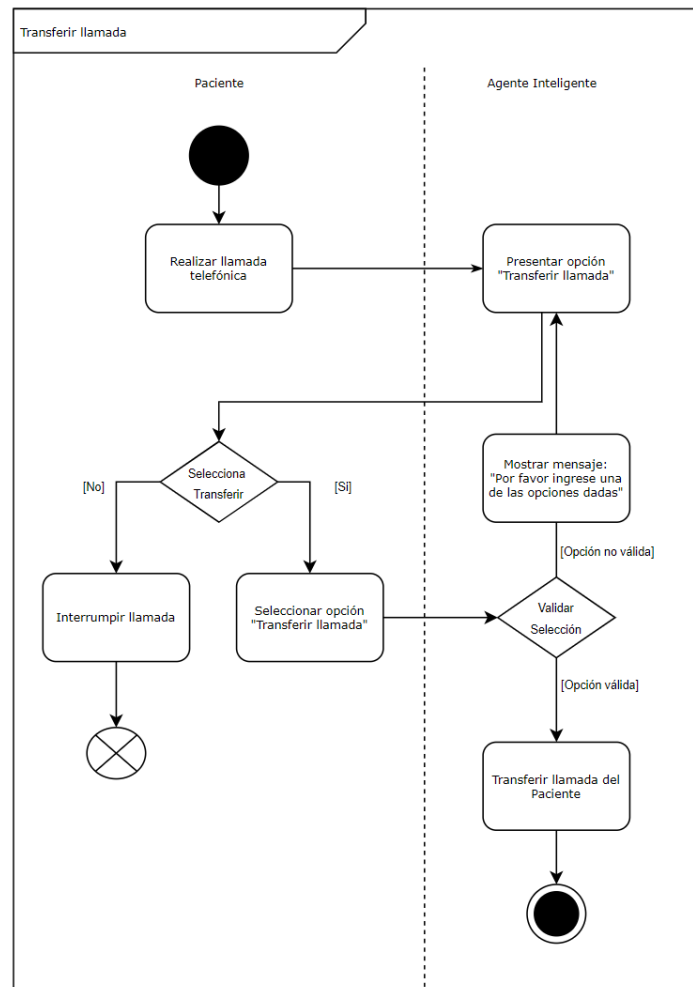 Transferir llamada
Paciente
Agente Inteligente
Realizar llamada
telefónica
Presentar opción
"Transferir llamada"
Selecciona
Transferir
[No]
[Sí]
Mostrar mensaje:
"Por favor ingrese una
de las opciones dadas"
[Opción no válida]
Interrumpir llamada
Seleccionar opción
"Transferir llamada"
Validar
Selección
[Opción válida]
Transferir llamada del
Paciente